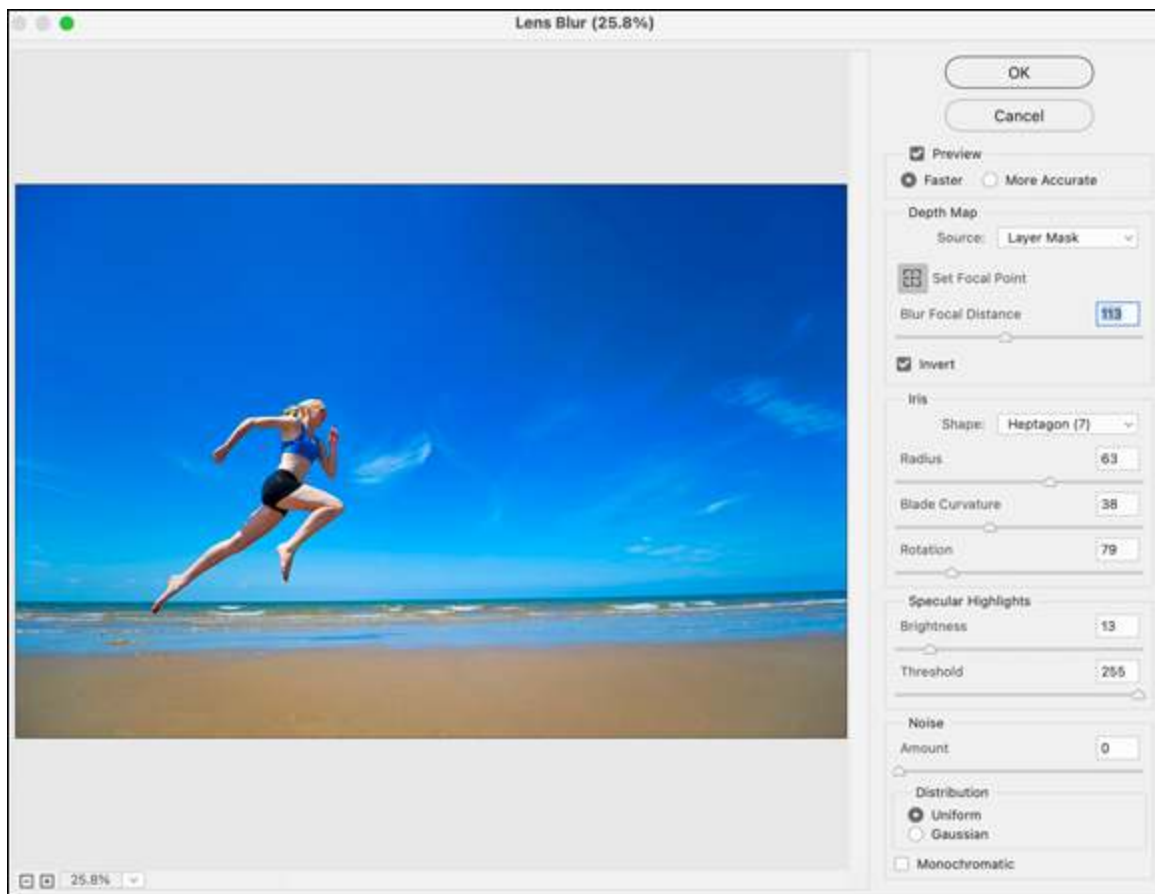 Lens Blur (25.8%)
OK
Cancel
Preview
Faster More Accurate
Depth Map
Source: Layer Mask
Set Focal Point
Blur Focal Distance 113
Invert
Iris
Shape: Heptagon (7)
Radius 63
Blade Curvature 38
Rotation 79
Specular Highlights
Brightness 13
Threshold 255
Noise
Amount 0
Distribution
Uniform
Gaussian
Monochromatic
25.8%